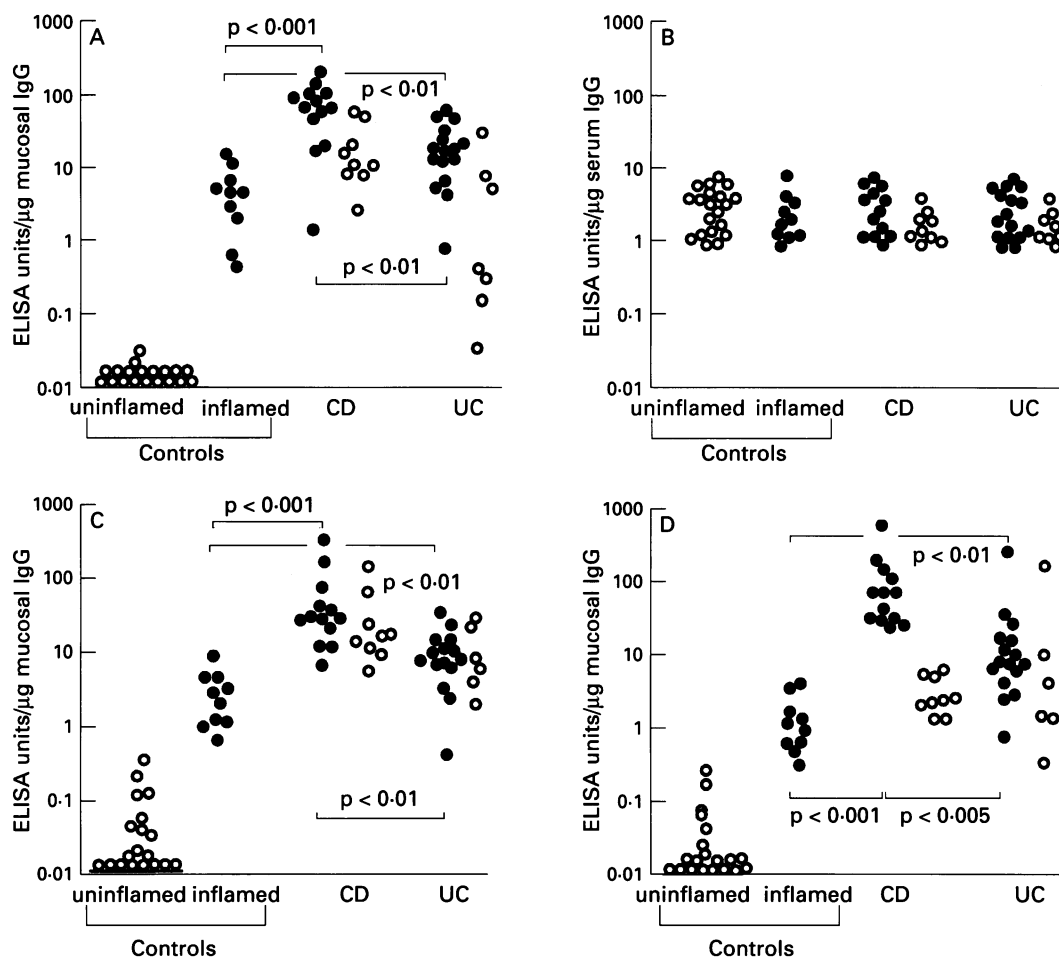 A
ELISA units/μg mucosal IgG
1000
100
10
1
0·1
0·01
p < 0·001
p < 0·01
p < 0·01
uninflamed inflamed CD UC
Controls
B
ELISA units/μg serum IgG
1000
100
10
1
0·1
0·01
uninflamed inflamed CD UC
Controls
C
ELISA units/μg mucosal IgG
1000
100
10
1
0·1
0·01
p < 0·001
p < 0·01
p < 0·01
uninflamed inflamed CD UC
Controls
D
ELISA units/μg mucosal IgG
1000
100
10
1
0·1
0·01
p < 0·01
p < 0·001 p < 0·005
uninflamed inflamed CD UC
Controls